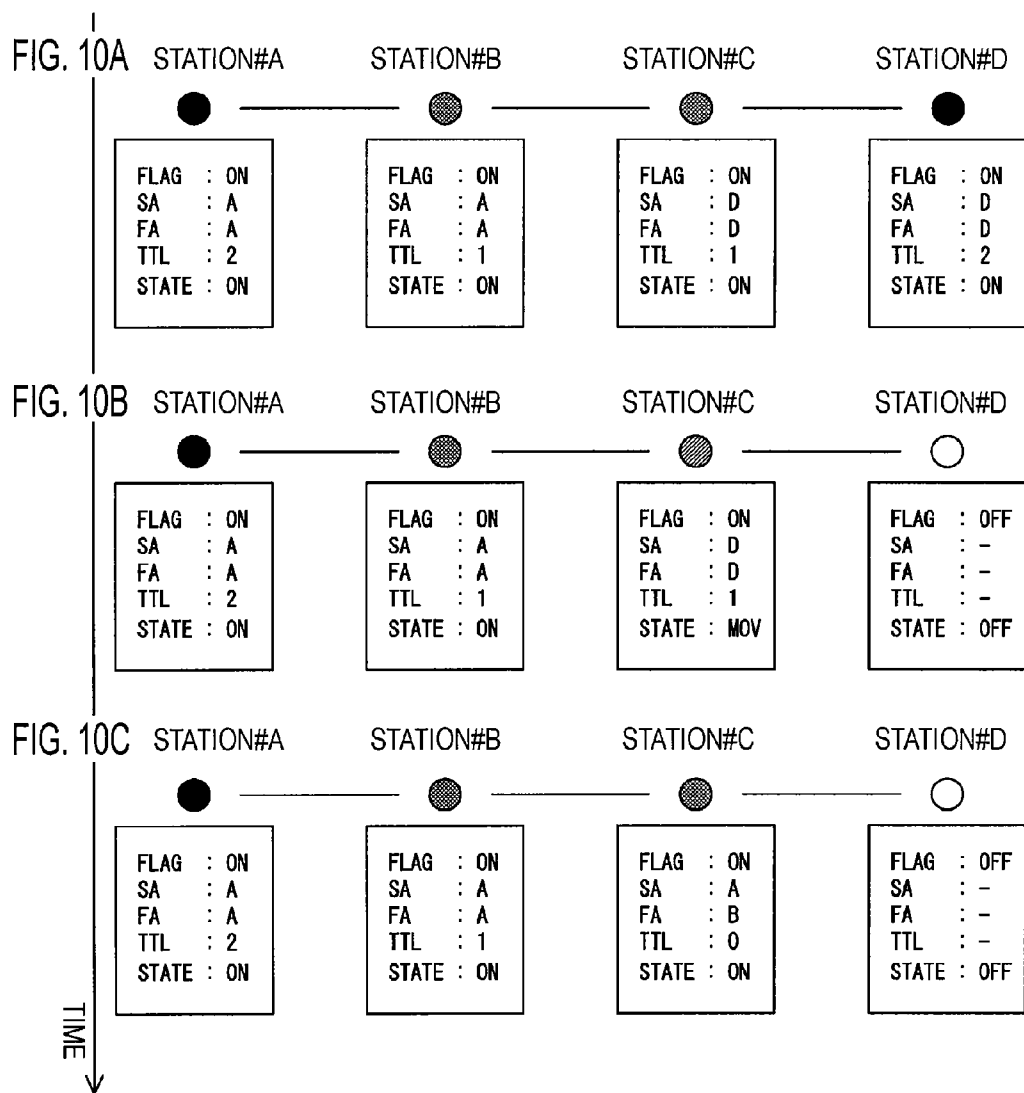 FIG. 10A STATION#A STATION#B STATION#C STATION#D
FLAG : ON FLAG : ON FLAG : ON FLAG : ON
SA : A SA : A SA : D SA : D
FA : A FA : A FA : D FA : D
TTL : 2 TTL : 1 TTL : 1 TTL : 2
STATE : ON STATE : ON STATE : ON STATE : ON
FIG. 10B STATION#A STATION#B STATION#C STATION#D
FLAG : ON FLAG : ON FLAG : ON FLAG : OFF
SA : A SA : A SA : D SA : -
FA : A FA : A FA : D FA : -
TTL : 2 TTL : 1 TTL : 1 TTL : -
STATE : ON STATE : ON STATE : MOV STATE : OFF
FIG. 10C STATION#A STATION#B STATION#C STATION#D
FLAG : ON FLAG : ON FLAG : ON FLAG : OFF
SA : A SA : A SA : A SA : -
FA : A FA : A FA : B FA : -
TTL : 2 TTL : 1 TTL : 0 TTL : -
STATE : ON STATE : ON STATE : ON STATE : OFF
TIME